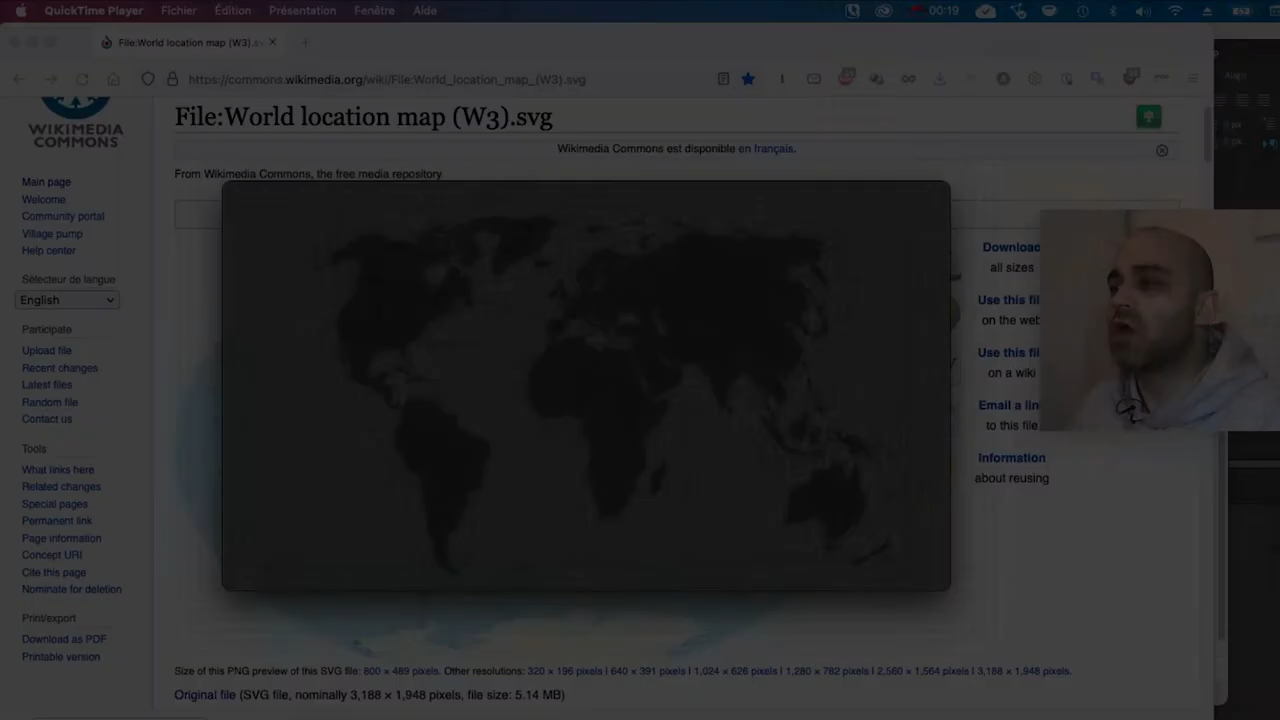 QuickTime Player Fichier Édition Présentation Fenêtre Aide 00:19
File:World location map (W3).sv
https://commons.wikimedia.org/wiki/File:World_location_map_(W3).svg
Align
WIKIMEDIA
COMMONS
Main page
Welcome
Community portal
Village pump
Help center
Sélecteur de langue
English
Participate
Upload file
Recent changes
Latest files
Random file
Contact us
Tools
What links here
Related changes
Special pages
Permanent link
Page information
Concept URI
Cite this page
Nominate for deletion
Print/export
Download as PDF
Printable version
File:World location map (W3).svg
Wikimedia Commons est disponible en français.
From Wikimedia Commons, the free media repository
Download
all sizes
Use this fil
on the web
Use this fil
on a wiki
Email a lin
to this file
Information
about reusing
Size of this PNG preview of this SVG file: 800 × 489 pixels. Other resolutions: 320 × 196 pixels | 640 × 391 pixels | 1,024 × 626 pixels | 1,280 × 782 pixels | 2,560 × 1,564 pixels | 3,188 × 1,948 pixels.
Original file (SVG file, nominally 3,188 × 1,948 pixels, file size: 5.14 MB)